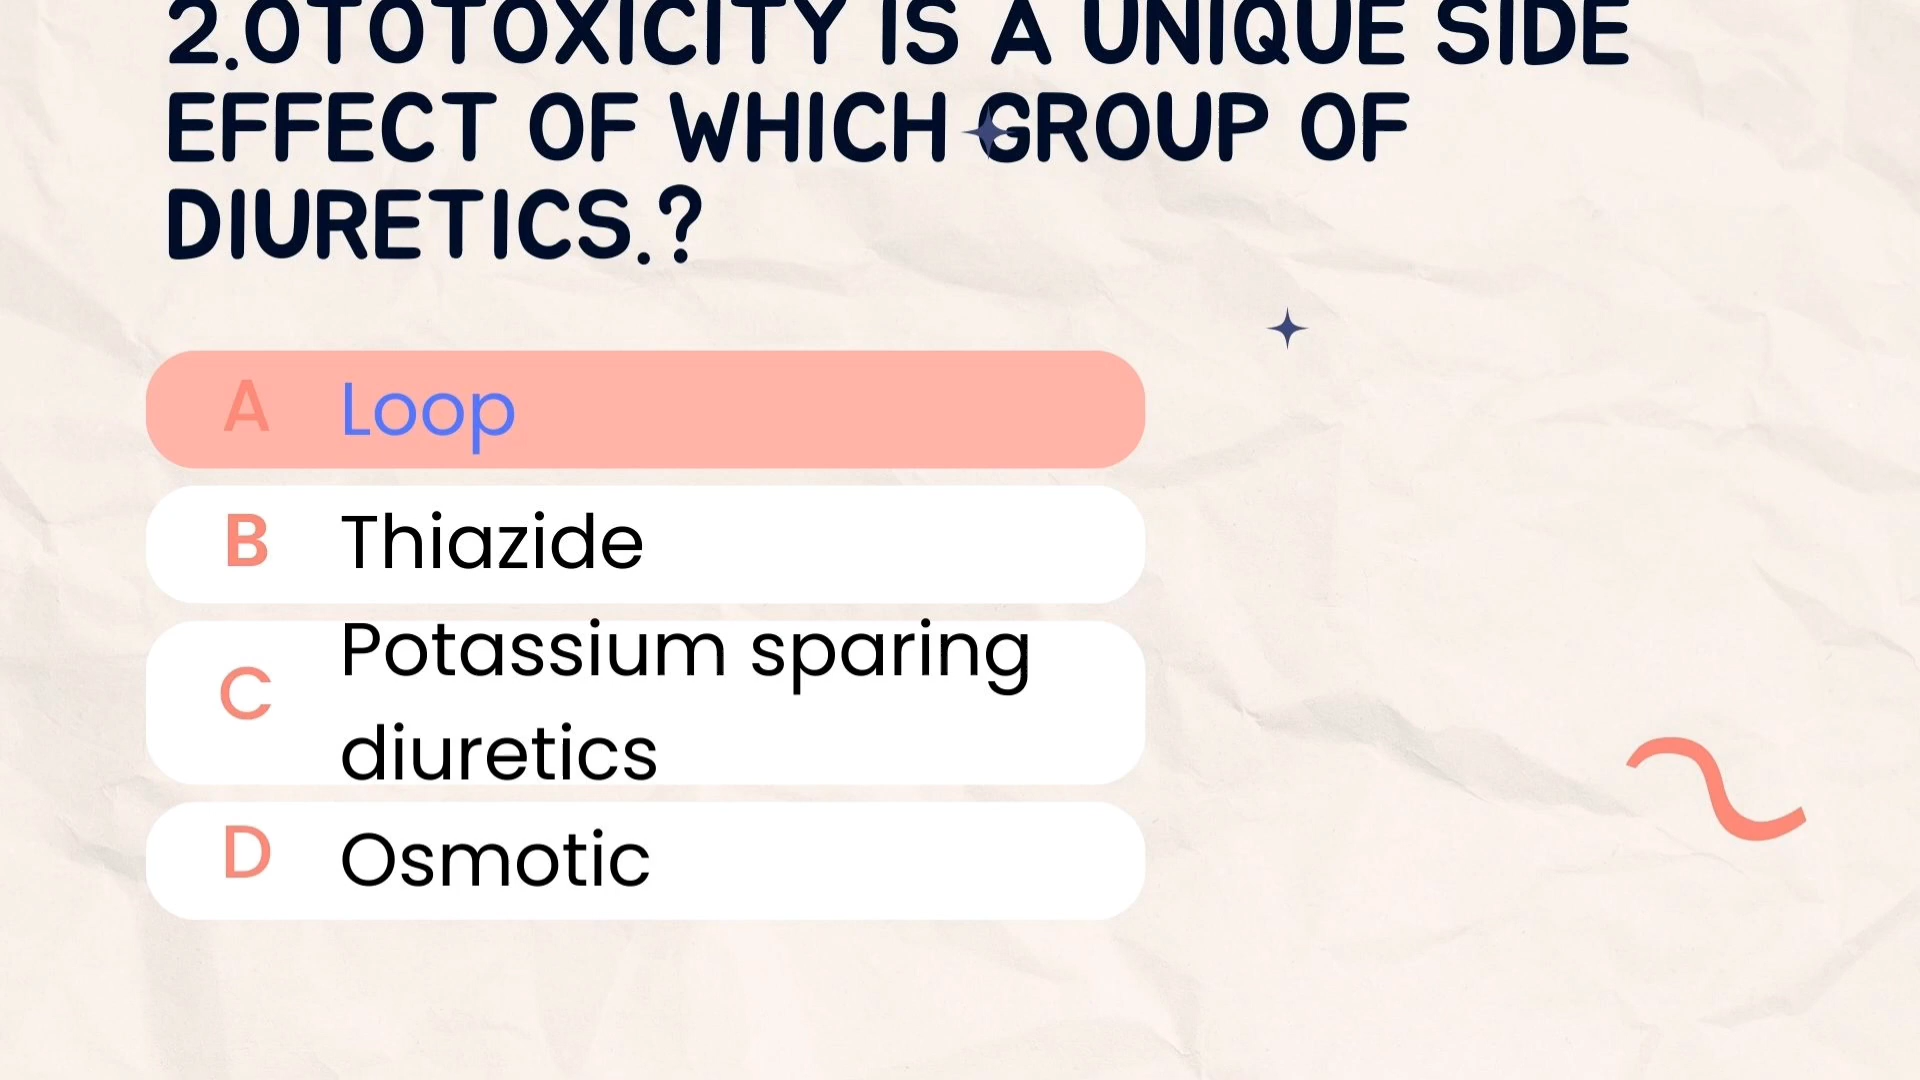 2.OTOTOXICITY IS A UNIQUE SIDE
EFFECT OF WHICH GROUP OF
DIURETICS.?
A Loop
B Thiazide
C Potassium sparing
diuretics
D Osmotic